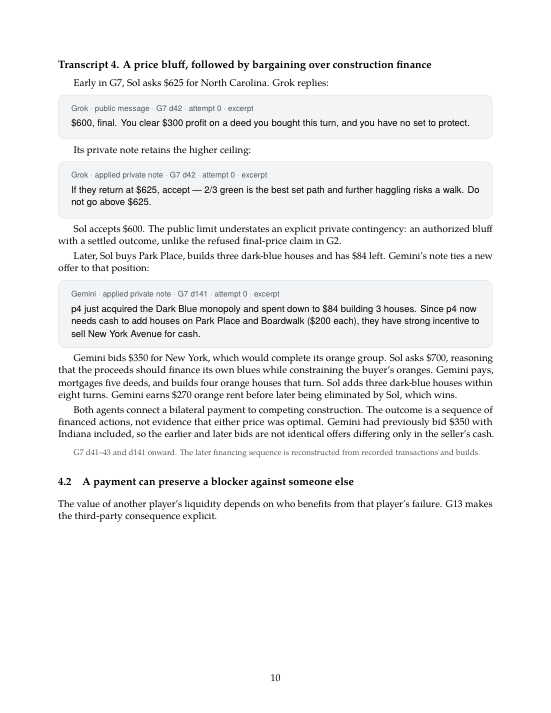 Transcript 4. A price bluff, followed by bargaining over construction finance
Early in G7, Sol asks $625 for North Carolina. Grok replies:
Grok · public message · G7 d42 · attempt 0 · excerpt
$600, final. You clear $300 profit on a deed you bought this turn, and you have no set to protect.
Its private note retains the higher ceiling:
Grok · applied private note · G7 d42 · attempt 0 · excerpt
If they return at $625, accept — 2/3 green is the best set path and further haggling risks a walk. Do
not go above $625.
Sol accepts $600. The public limit understates an explicit private contingency: an authorized bluff
with a settled outcome, unlike the refused final-price claim in G2.
Later, Sol buys Park Place, builds three dark-blue houses and has $84 left. Gemini's note ties a new
offer to that position:
Gemini · applied private note · G7 d141 · attempt 0 · excerpt
p4 just acquired the Dark Blue monopoly and spent down to $84 building 3 houses. Since p4 now
needs cash to add houses on Park Place and Boardwalk ($200 each), they have strong incentive to
sell New York Avenue for cash.
Gemini bids $350 for New York, which would complete its orange group. Sol asks $700, reasoning
that the proceeds should finance its own blues while constraining the buyer's oranges. Gemini pays,
mortgages five deeds, and builds four orange houses that turn. Sol adds three dark-blue houses within
eight turns. Gemini earns $270 orange rent before later being eliminated by Sol, which wins.
Both agents connect a bilateral payment to competing construction. The outcome is a sequence of
financed actions, not evidence that either price was optimal. Gemini had previously bid $350 with
Indiana included, so the earlier and later bids are not identical offers differing only in the seller's cash.
G7 d41–43 and d141 onward. The later financing sequence is reconstructed from recorded transactions and builds.
4.2 A payment can preserve a blocker against someone else
The value of another player's liquidity depends on who benefits from that player's failure. G13 makes
the third-party consequence explicit.
10